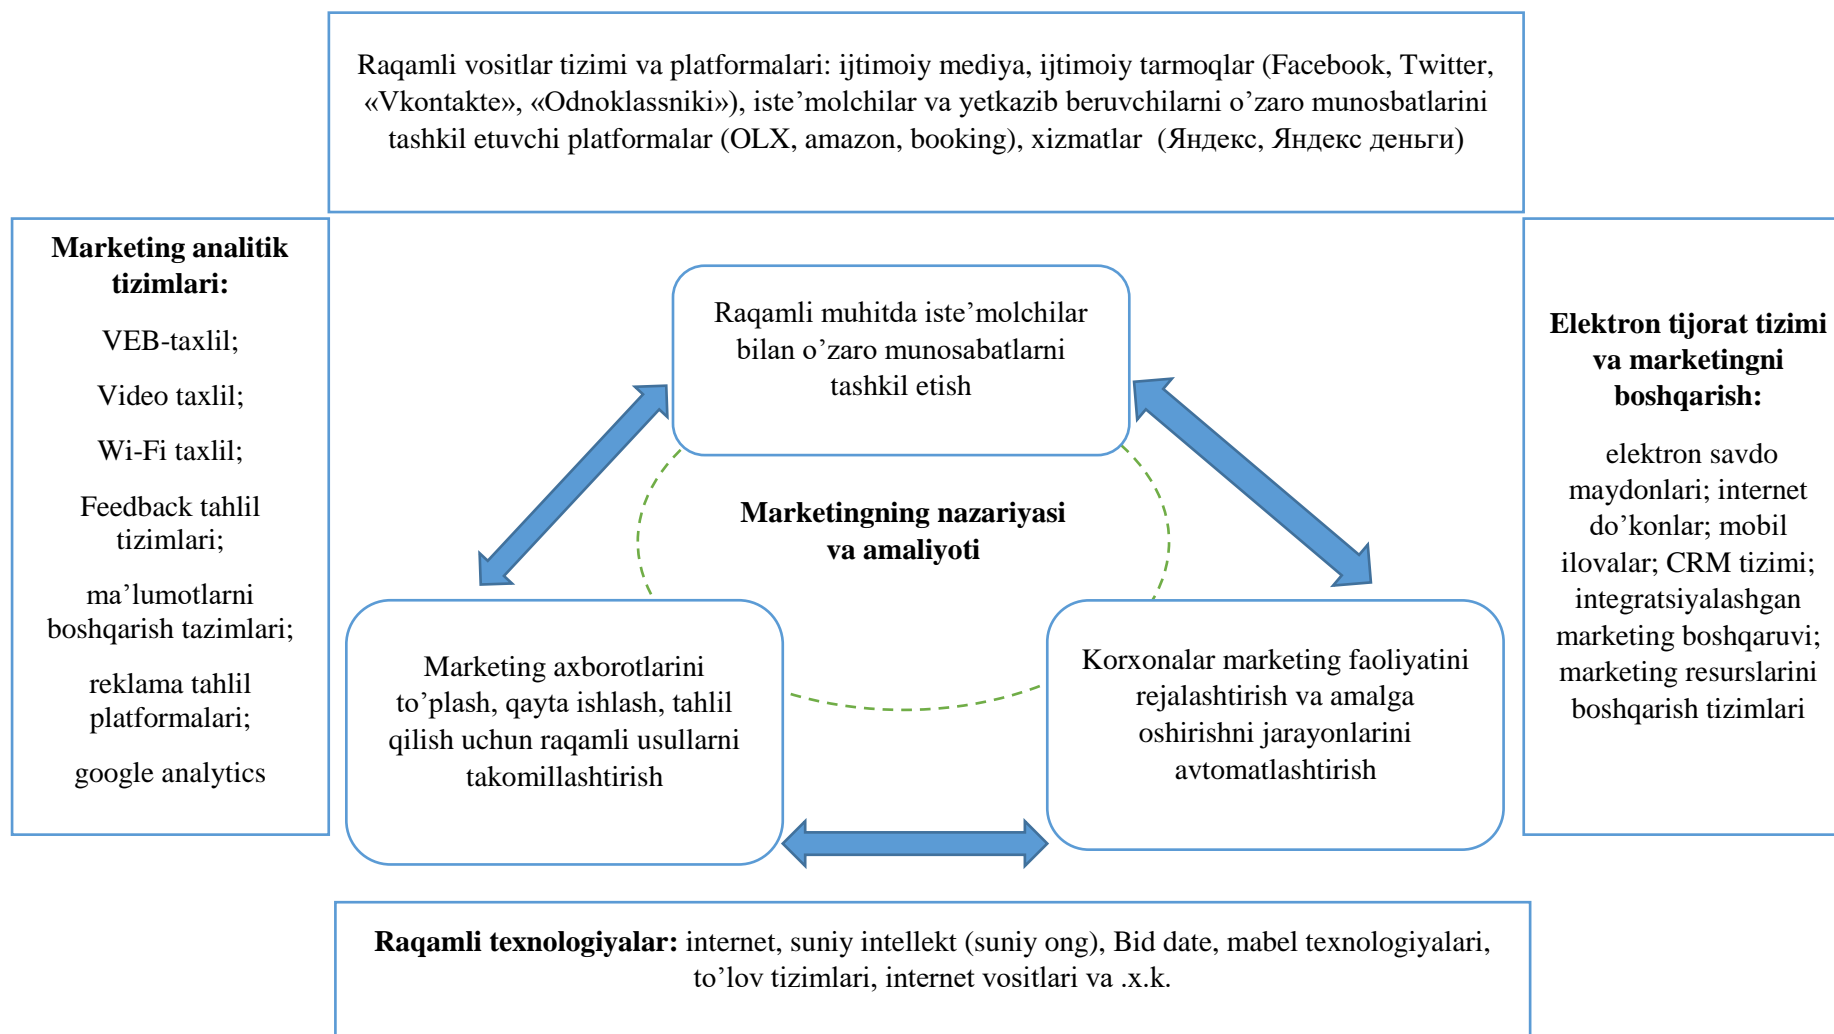 Raqamli vositlar tizimi va platformalari: ijtimoiy mediya, ijtimoiy tarmoqlar (Facebook, Twitter,
«Vkontakte», «Odnoklassniki»), iste’molchilar va yetkazib beruvchilarni o’zaro munosbatlarini
tashkil etuvchi platformalar (OLX, amazon, booking), xizmatlar (Яндекс, Яндекс деньги)
Marketing analitik
tizimlari:
VEB-taxlil;
Video taxlil;
Wi-Fi taxlil;
Feedback tahlil
tizimlari;
ma’lumotlarni
boshqarish tazimlari;
reklama tahlil
platformalari;
google analytics
Raqamli muhitda iste’molchilar
bilan o’zaro munosabatlarni
tashkil etish
Marketingning nazariyasi
va amaliyoti
Marketing axborotlarini
to’plash, qayta ishlash, tahlil
qilish uchun raqamli usullarni
takomillashtirish
Korxonalar marketing faoliyatini
rejalashtirish va amalga
oshirishni jarayonlarini
avtomatlashtirish
Elektron tijorat tizimi
va marketingni
boshqarish:
elektron savdo
maydonlari; internet
do’konlar; mobil
ilovalar; CRM tizimi;
integratsiyalashgan
marketing boshqaruvi;
marketing resurslarini
boshqarish tizimlari
Raqamli texnologiyalar: internet, suniy intellekt (suniy ong), Bid date, mabel texnologiyalari,
to’lov tizimlari, internet vositlari va .x.k.